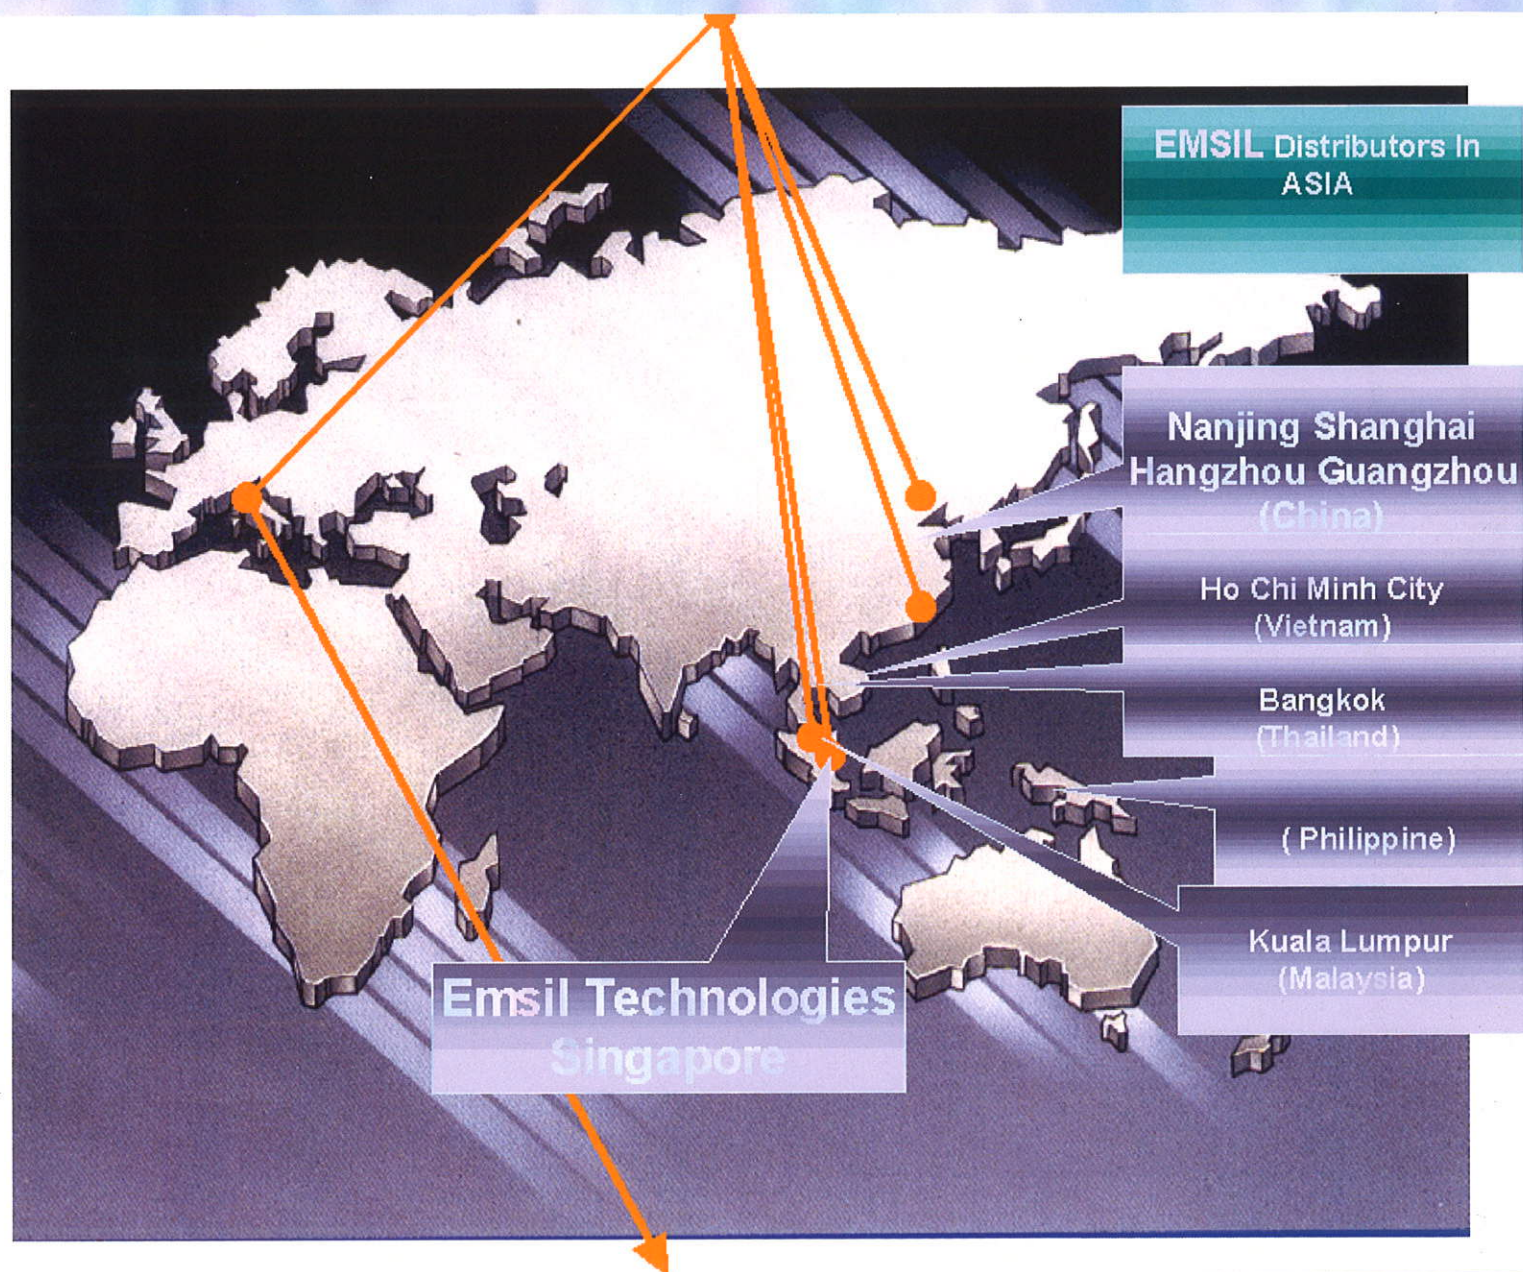 EMSIL Distributors In
ASIA
Nanjing Shanghai
Hangzhou Guangzhou
(China)
Ho Chi Minh City
(Vietnam)
Bangkok
(Thailand)
( Philippine)
Kuala Lumpur
(Malaysia)
Emsil Technologies
Singapore